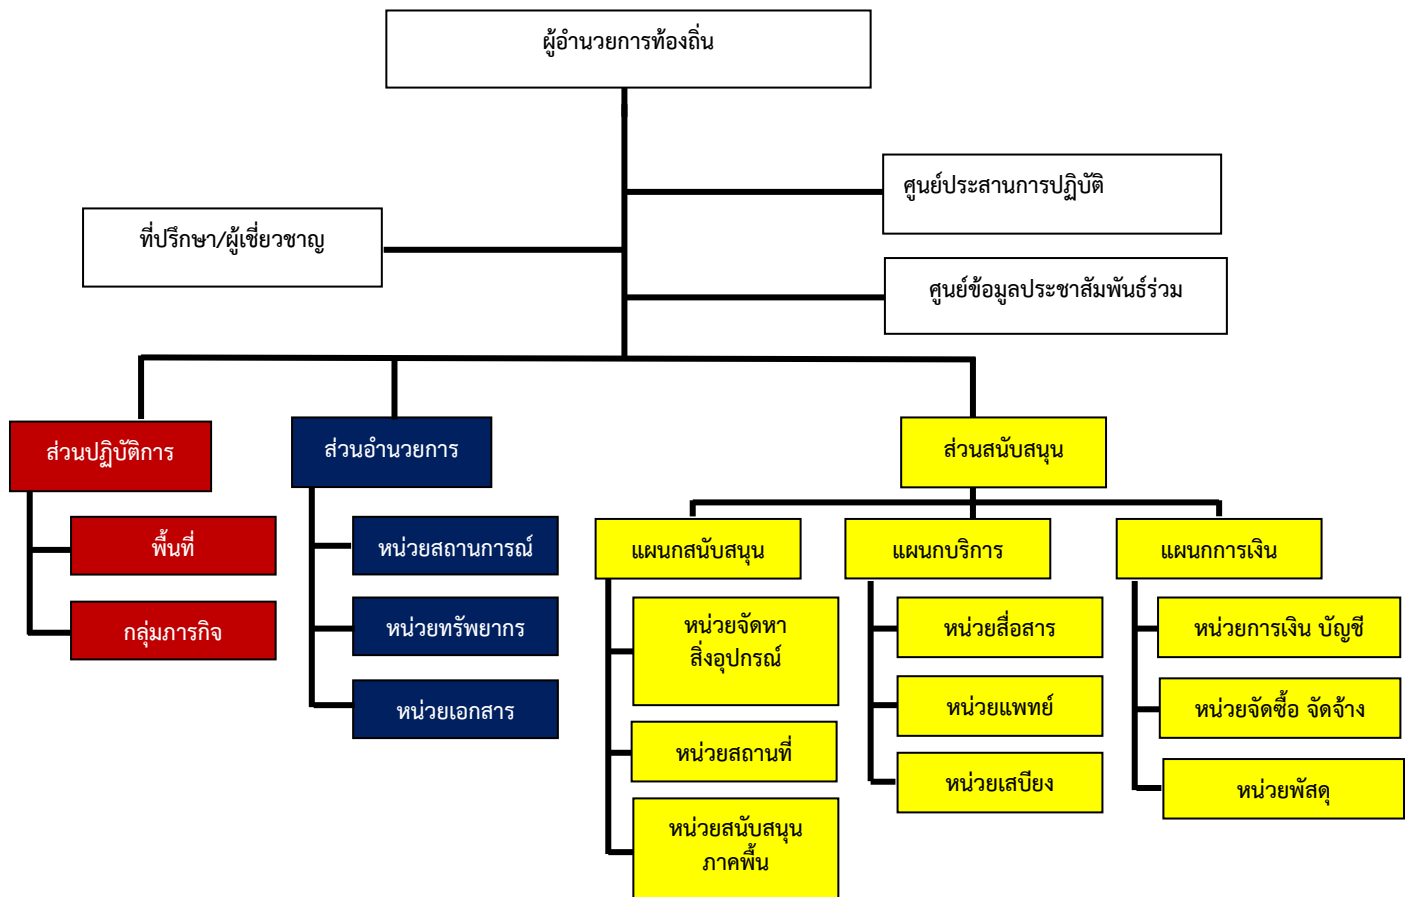 ผู้อำนวยการท้องถิ่น
ศูนย์ประสานการปฏิบัติ
ที่ปรึกษา/ผู้เชี่ยวชาญ
ศูนย์ข้อมูลประชาสัมพันธ์ร่วม
ส่วนปฏิบัติการ
พื้นที่
กลุ่มภารกิจ
ส่วนอำนวยการ
หน่วยสถานการณ์
หน่วยทรัพยากร
หน่วยเอกสาร
ส่วนสนับสนุน
แผนกสนับสนุน
หน่วยจัดหา
สิ่งอุปกรณ์
หน่วยสถานที่
หน่วยสนับสนุน
ภาคพื้น
แผนกบริการ
หน่วยสื่อสาร
หน่วยแพทย์
หน่วยเสบียง
แผนกการเงิน
หน่วยการเงิน บัญชี
หน่วยจัดซื้อ จัดจ้าง
หน่วยพัสดุ